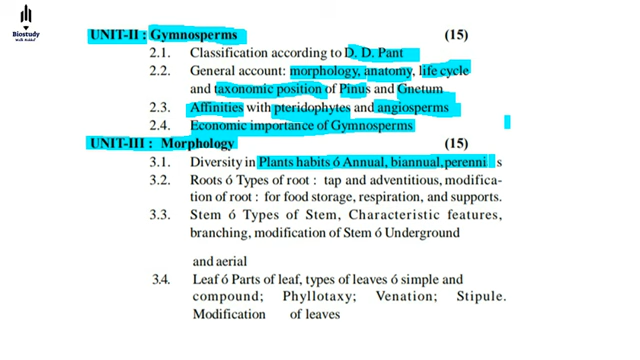 Biostudy
UNIT-II : Gymnosperms (15)
2.1. Classification according to D. D. Pant
2.2. General account: morphology, anatomy, life cycle
and taxonomic position of Pinus and Gnetum
2.3. Affinities with pteridophytes and angiosperms
2.4. Economic importance of Gymnosperms
UNIT-III : Morphology (15)
3.1. Diversity in Plants habits ó Annual, biannual, perenni s
3.2. Roots ó Types of root : tap and adventitious, modifica-
tion of root : for food storage, respiration, and supports.
3.3. Stem ó Types of Stem, Characteristic features,
branching, modification of Stem ó Underground
and aerial
3.4. Leaf ó Parts of leaf, types of leaves ó simple and
compound; Phyllotaxy; Venation; Stipule.
Modification of leaves